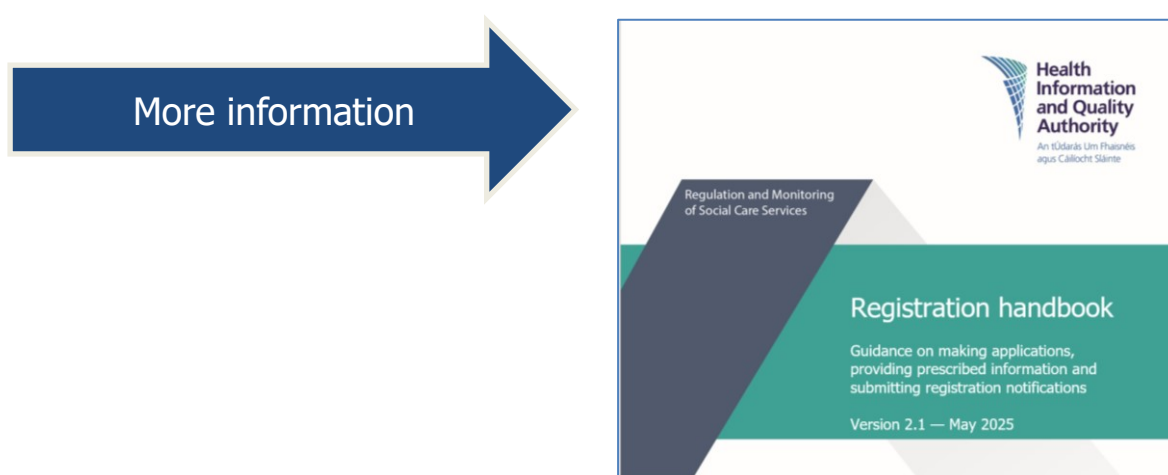 More information
Health
Information
and Quality
Authority
An tÚdarás Um Fhaisnéis
agus Cáilíocht Sláinte
Regulation and Monitoring
of Social Care Services
Registration handbook
Guidance on making applications,
providing prescribed information and
submitting registration notifications
Version 2.1 — May 2025